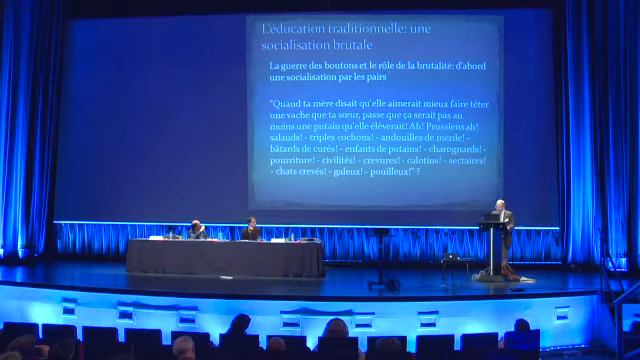 L'éducation traditionnelle: une
socialisation brutale
La guerre des boutons et le rôle de la brutalité: d'abord
une socialisation par les pairs
"Quand ta mère disait qu'elle aimerait mieux faire téter
une vache que ta sœur, passe que ça serait pas au
moins une putain qu'elle élèverait! Ah! Prussiens ah!
salauds! - triples cochons! - andouilles de merde! -
bâtards de curés! - enfants de putains! - charognards! -
pourriture! - civilités! - crevures! - calotins! - sectaires!
- chats crevés! - galeux! - pouilleux!" ?